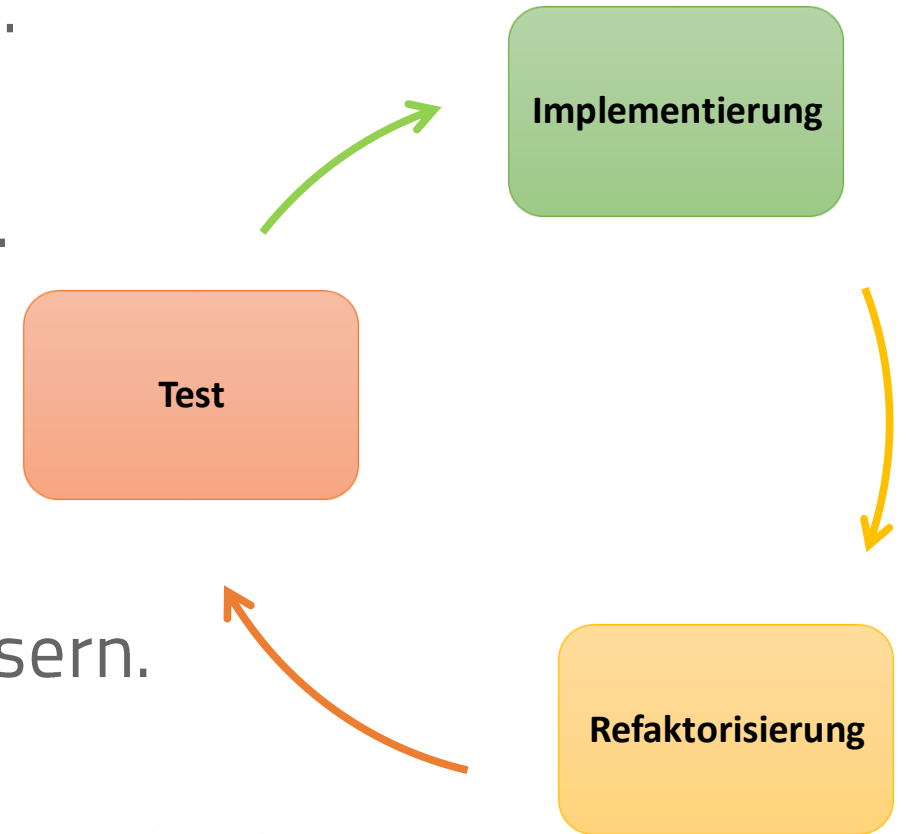 .
Implementierung
.
Test
sern.
Refaktorisierung